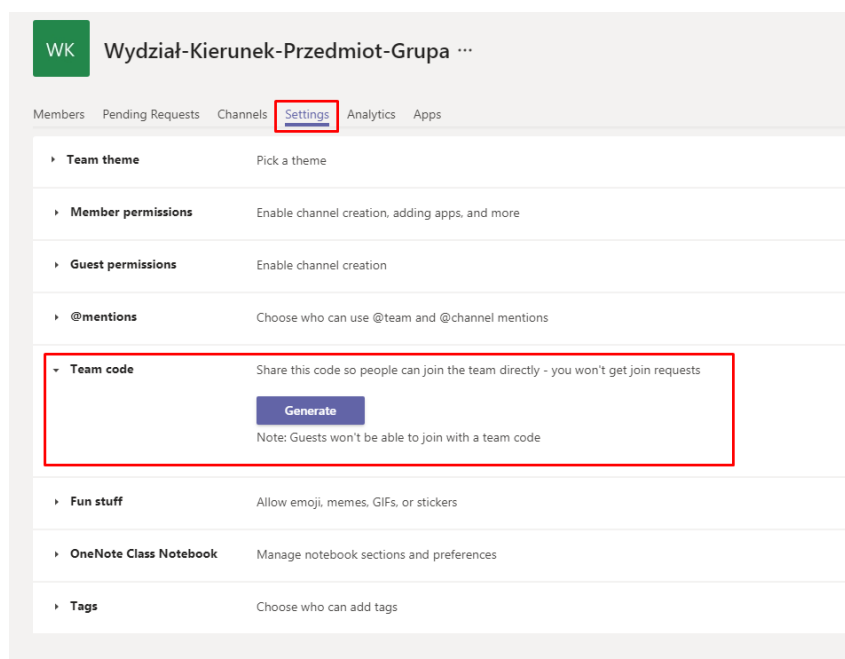 WK
Wydział-Kierunek-Przedmiot-Grupa ...
Members Pending Requests Channels Settings Analytics Apps
Team theme Pick a theme
Member permissions Enable channel creation, adding apps, and more
Guest permissions Enable channel creation
@mentions Choose who can use @team and @channel mentions
Team code Share this code so people can join the team directly - you won't get join requests
Generate
Note: Guests won't be able to join with a team code
Fun stuff Allow emoji, memes, GIFs, or stickers
OneNote Class Notebook Manage notebook sections and preferences
Tags Choose who can add tags